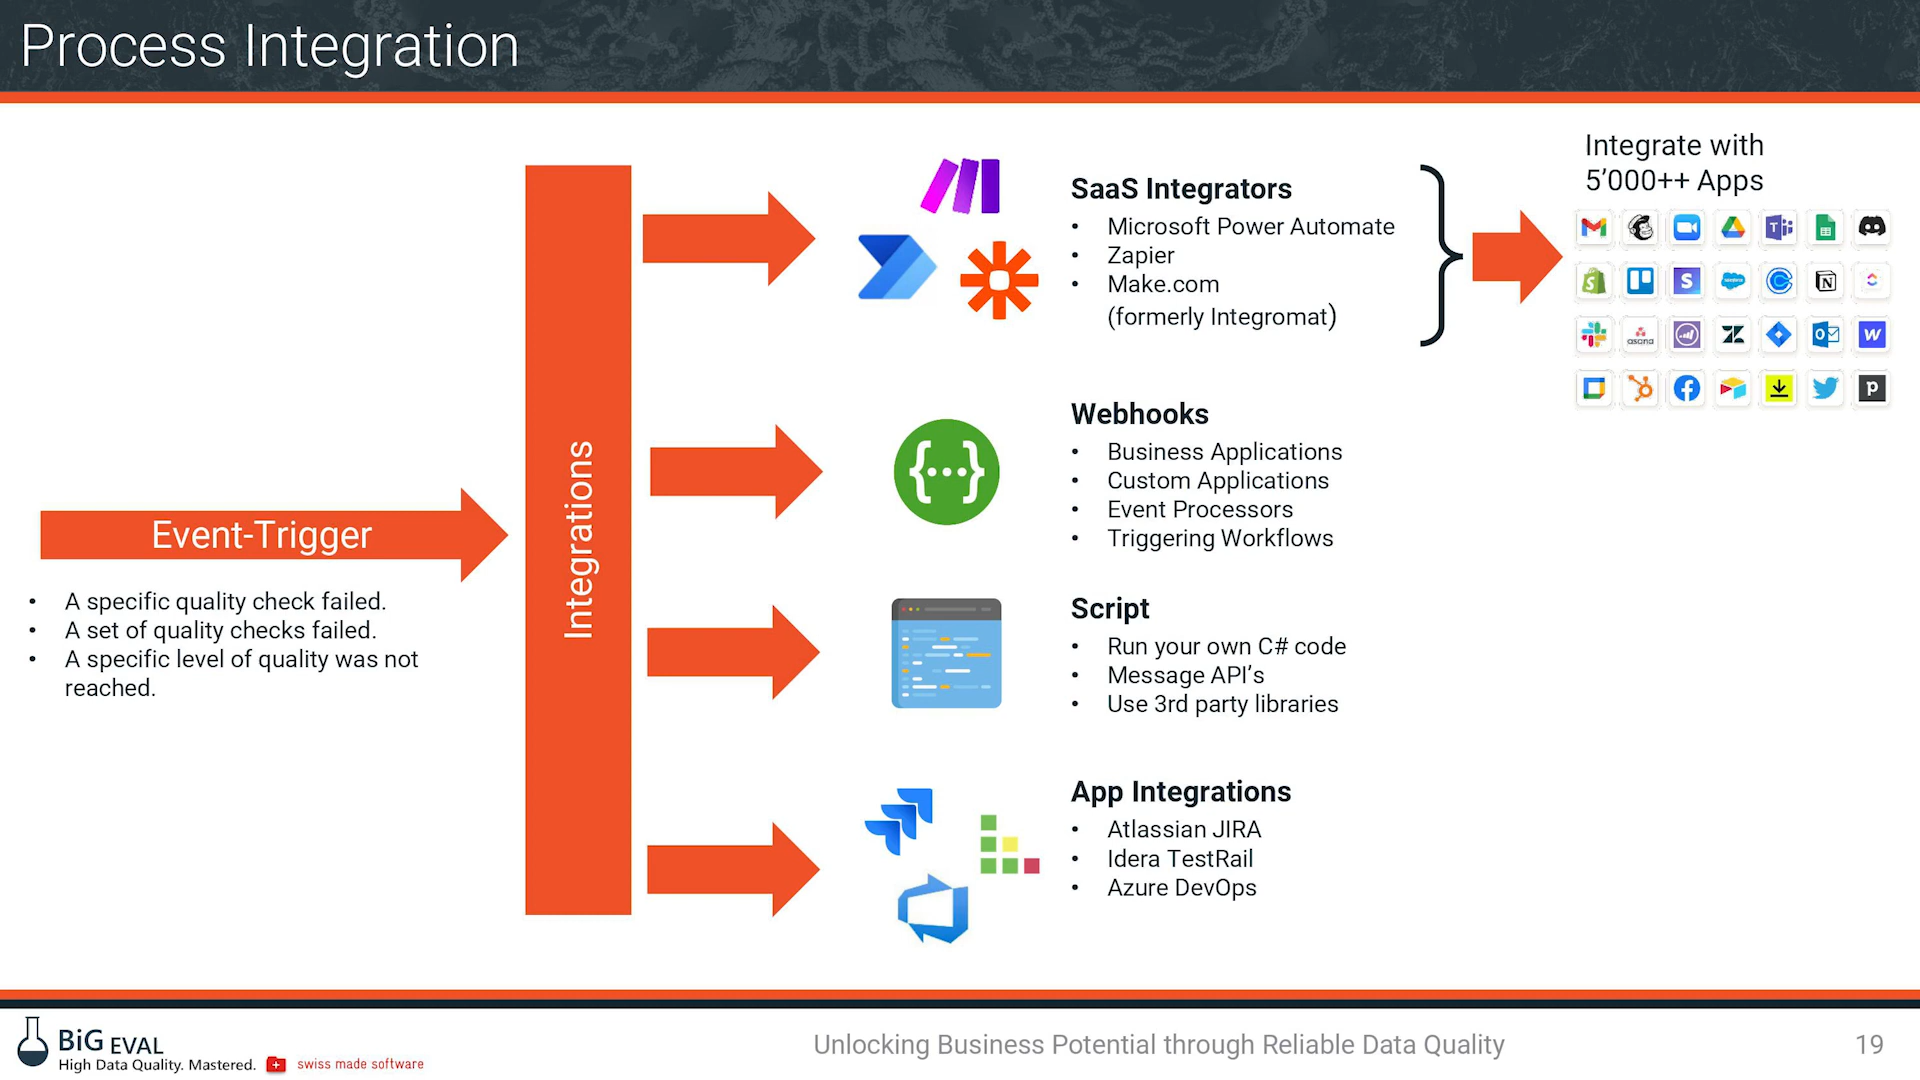 Process Integration
Event-Trigger
• A specific quality check failed.
• A set of quality checks failed.
• A specific level of quality was not
reached.
Integrations
SaaS Integrators
• Microsoft Power Automate
• Zapier
• Make.com
(formerly Integromat)
Integrate with
5’000++ Apps
asana
Webhooks
• Business Applications
• Custom Applications
• Event Processors
• Triggering Workflows
Script
• Run your own C# code
• Message API’s
• Use 3rd party libraries
App Integrations
• Atlassian JIRA
• Idera TestRail
• Azure DevOps
BiG EVAL
High Data Quality. Mastered.
swiss made software
Unlocking Business Potential through Reliable Data Quality
19